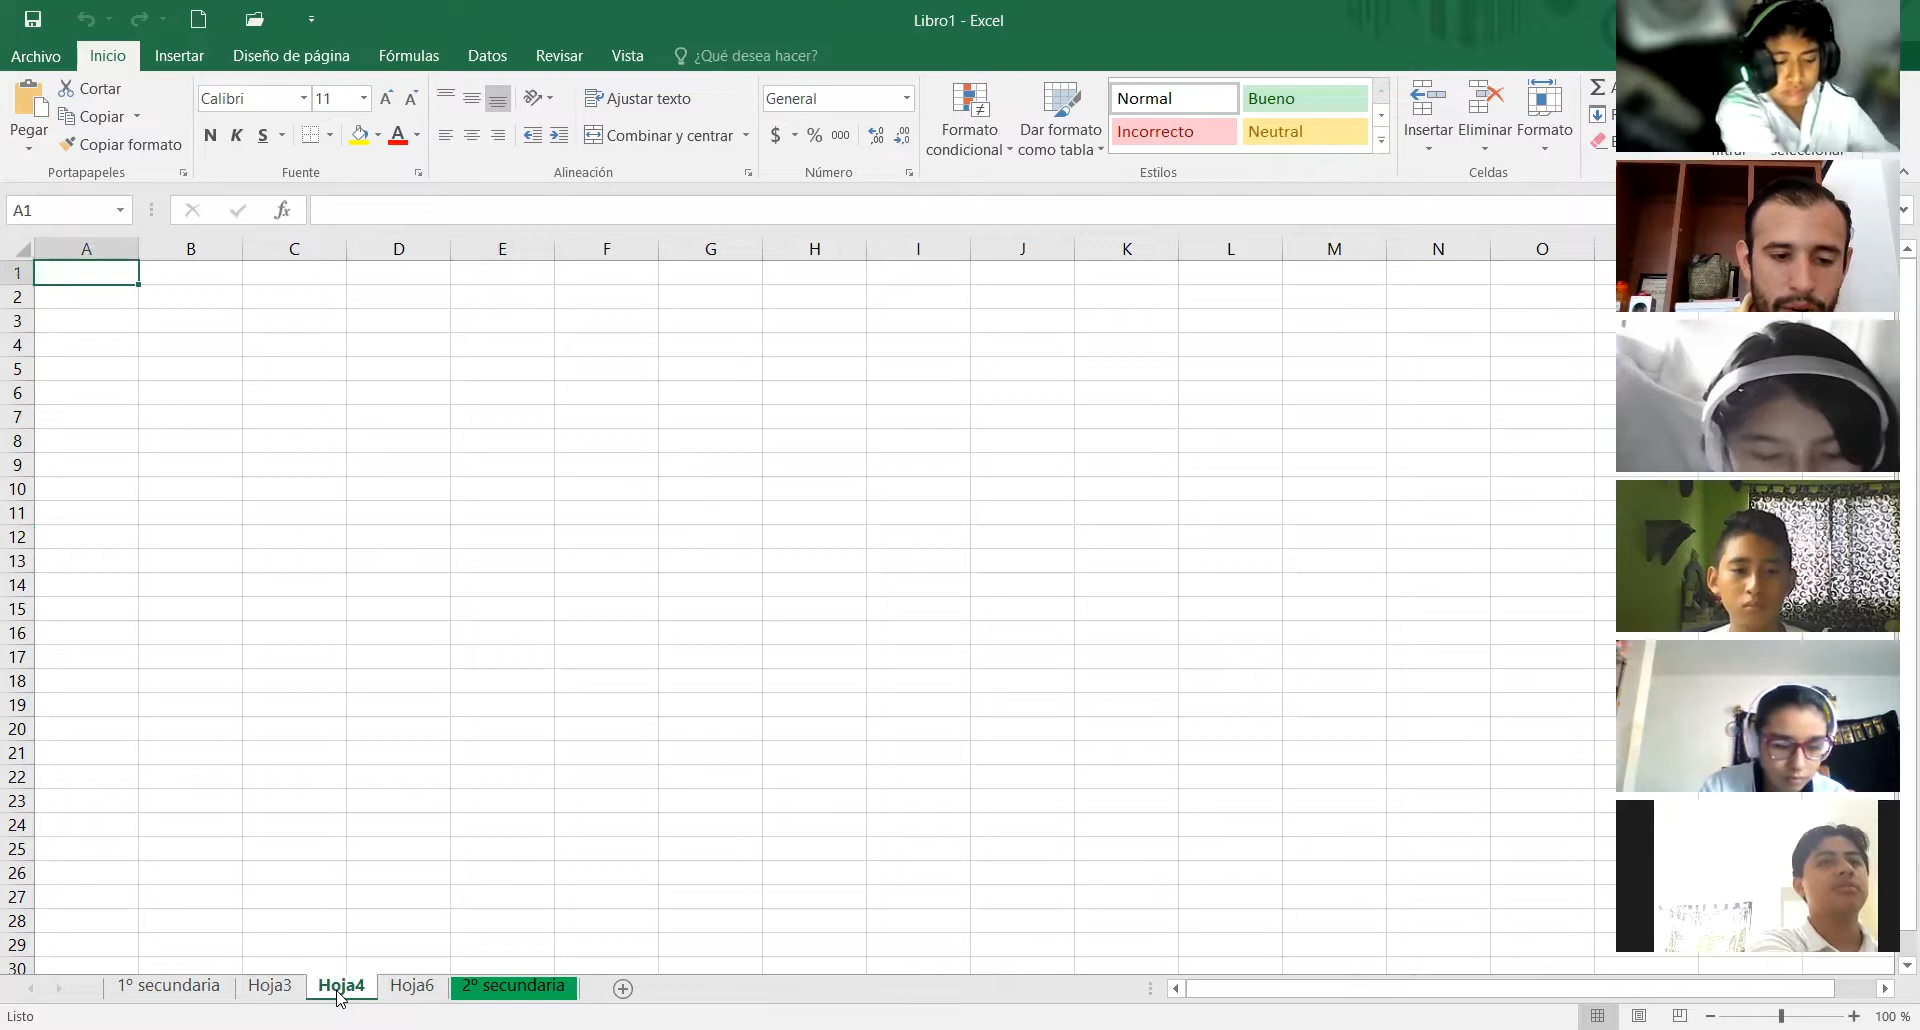 Libro1 - Excel
Archivo Inicio Insertar Diseño de página Fórmulas Datos Revisar Vista ¿Qué desea hacer?
Pegar
Cortar
Copiar
Copiar formato
Portapapeles
Calibri 11
N K S
Fuente
Ajustar texto
Combinar y centrar
Alineación
General
$ % 000
Número
Formato condicional
Dar formato como tabla
Normal Bueno
Incorrecto Neutral
Estilos
Insertar Eliminar Formato
Celdas
A1 fx
A B C D E F G H I J K L M N O
1
2
3
4
5
6
7
8
9
10
11
12
13
14
15
16
17
18
19
20
21
22
23
24
25
26
27
28
29
30
1º secundaria Hoja3 Hoja4 Hoja6 2º secundaria
Listo 100 %